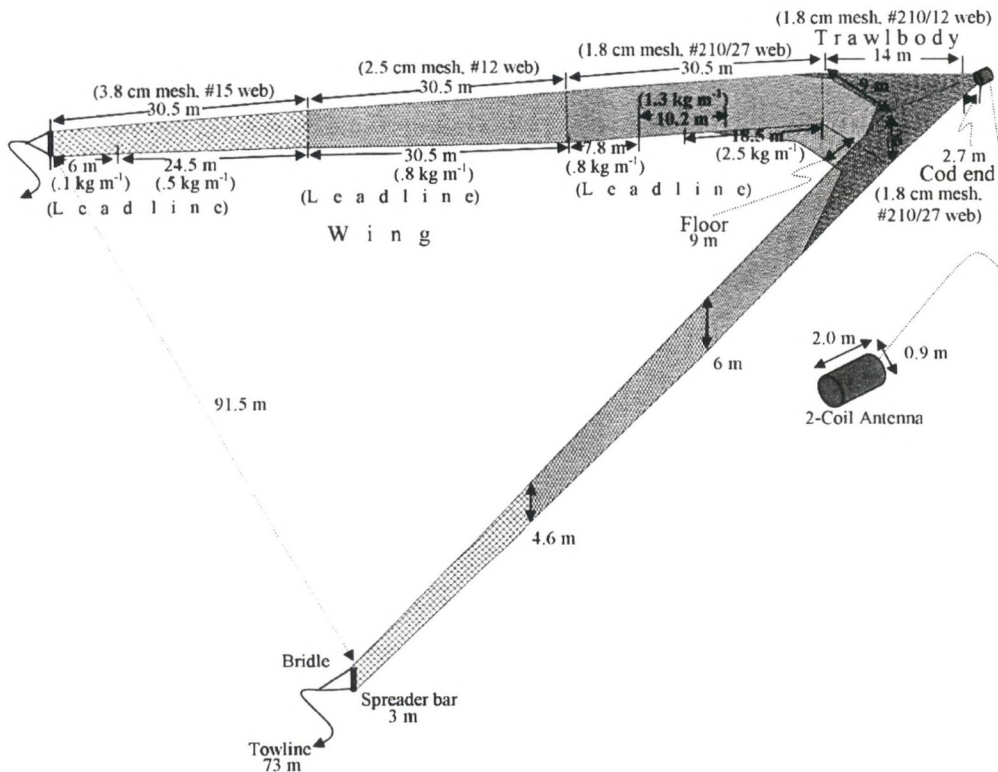 (1.8 cm mesh, #210/12 web)
Trawlbody
14 m
(1.8 cm mesh, #210/27 web)
30.5 m
(2.5 cm mesh, #12 web)
30.5 m
(3.8 cm mesh, #15 web)
30.5 m
9 m
(1.3 kg m⁻¹)
10.2 m
18.5 m
(2.5 kg m⁻¹)
7.8 m
(.8 kg m⁻¹)
(Leadline)
30.5 m
(.8 kg m⁻¹)
(Leadline)
24.5 m
(.5 kg m⁻¹)
6 m
(.1 kg m⁻¹)
(Leadline)
Wing
Floor
9 m
2.7 m
Cod end
(1.8 cm mesh,
#210/27 web)
2.0 m
0.9 m
2-Coil Antenna
6 m
91.5 m
4.6 m
Bridle
Spreader bar
3 m
Towline
73 m